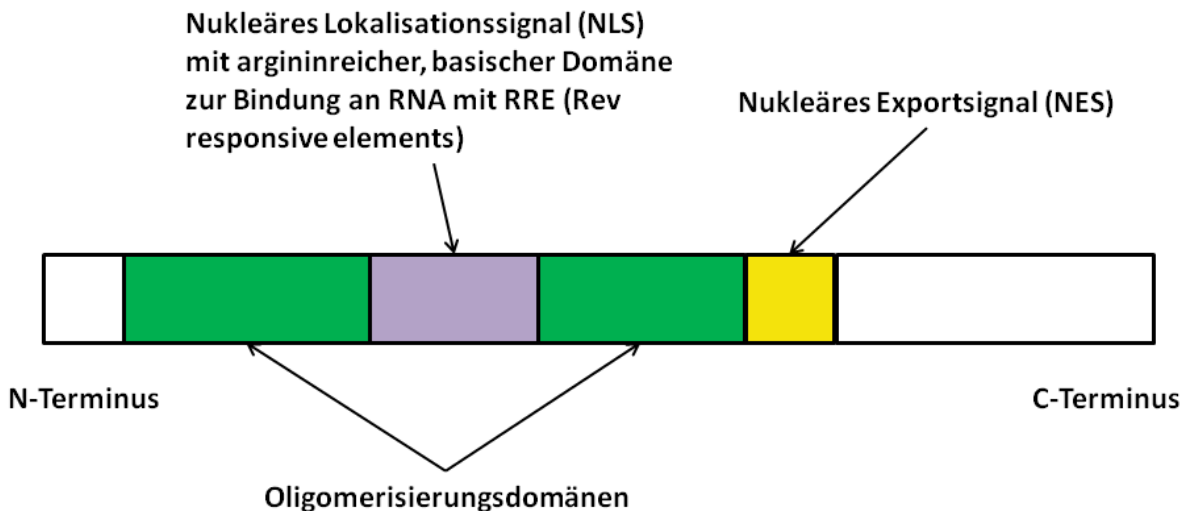 Nukleäres Lokalisationssignal (NLS)
mit argininreicher, basischer Domäne
zur Bindung an RNA mit RRE (Rev
responsive elements)
Nukleäres Exportsignal (NES)
N-Terminus
C-Terminus
Oligomerisierungsdomänen